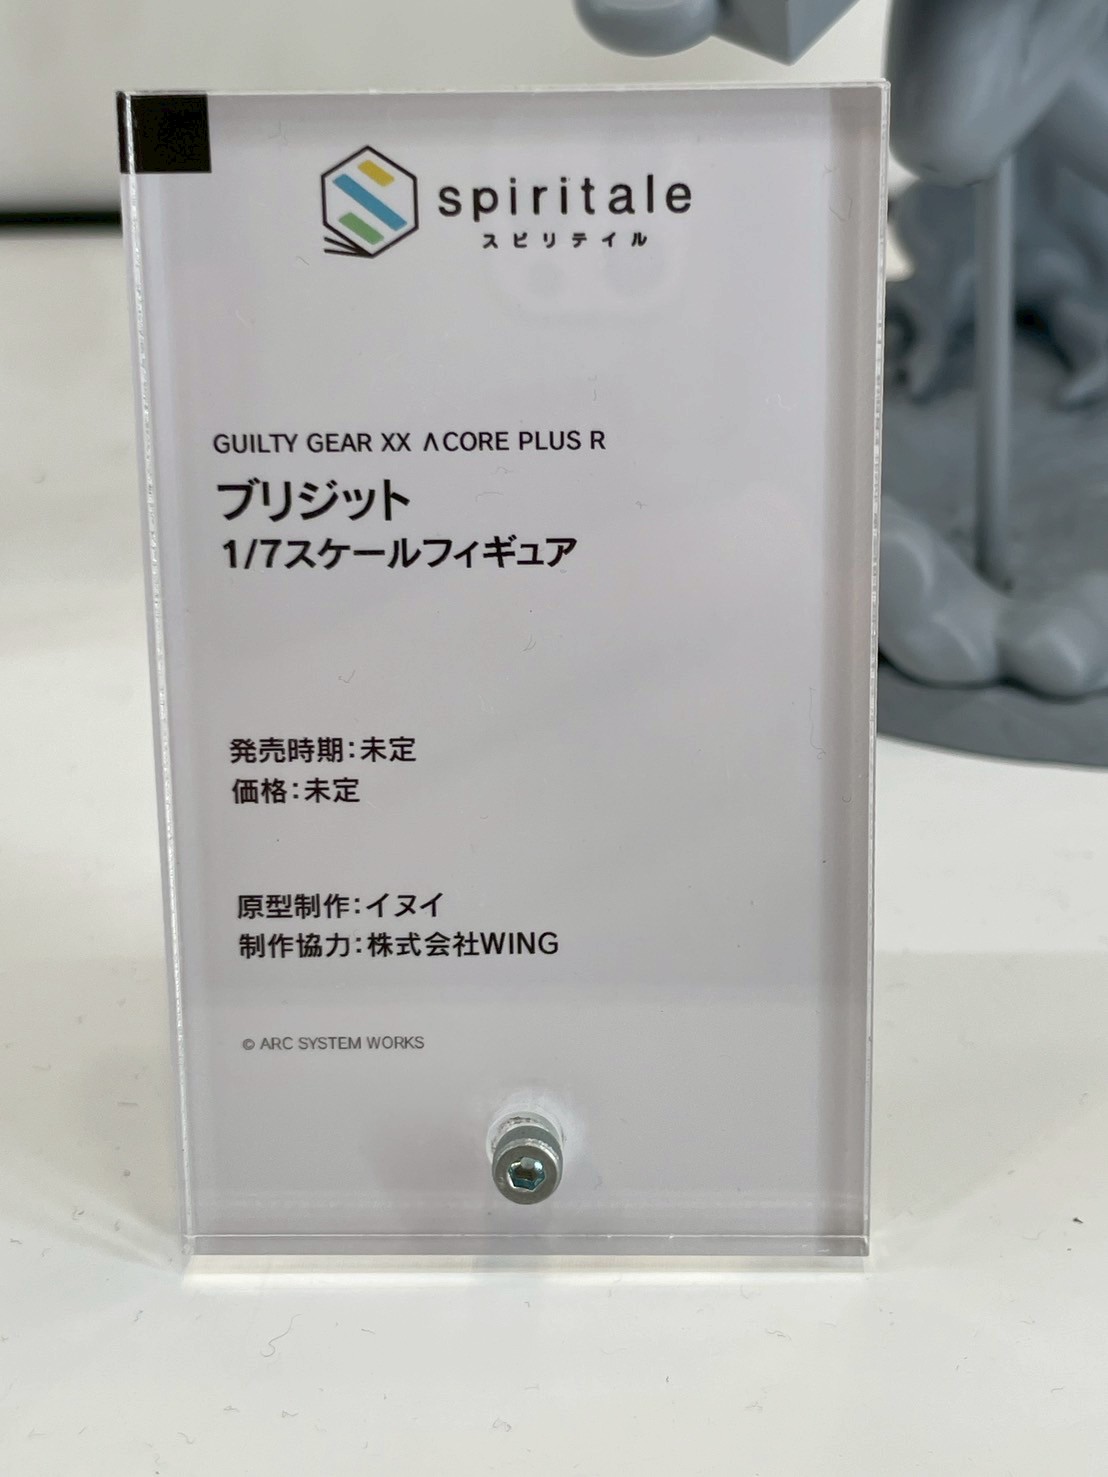 spiritale
スピリテイル
GUILTY GEAR XX ΛCORE PLUS R
ブリジット
1/7スケールフィギュア
発売時期：未定
価格：未定
原型制作：イヌイ
制作協力：株式会社WING
© ARC SYSTEM WORKS